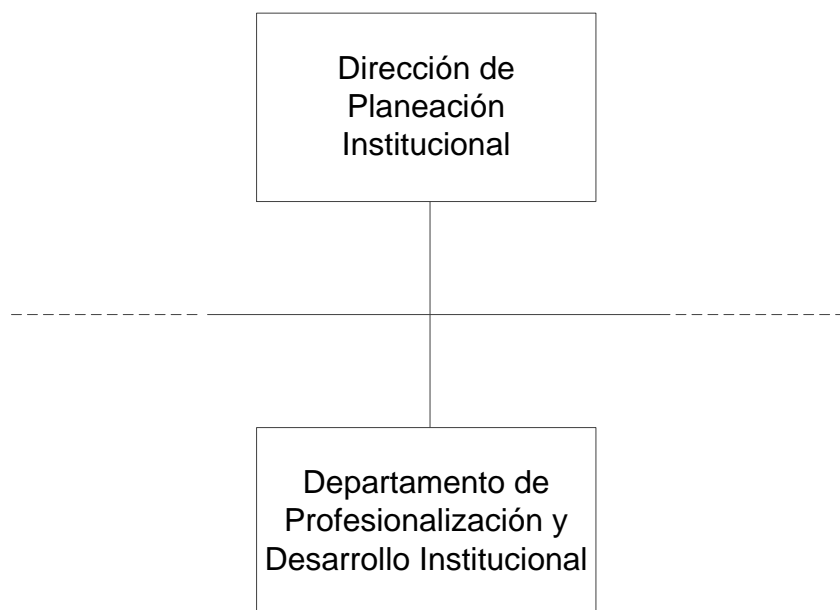 Dirección de
Planeación
Institucional
Departamento de
Profesionalización y
Desarrollo Institucional